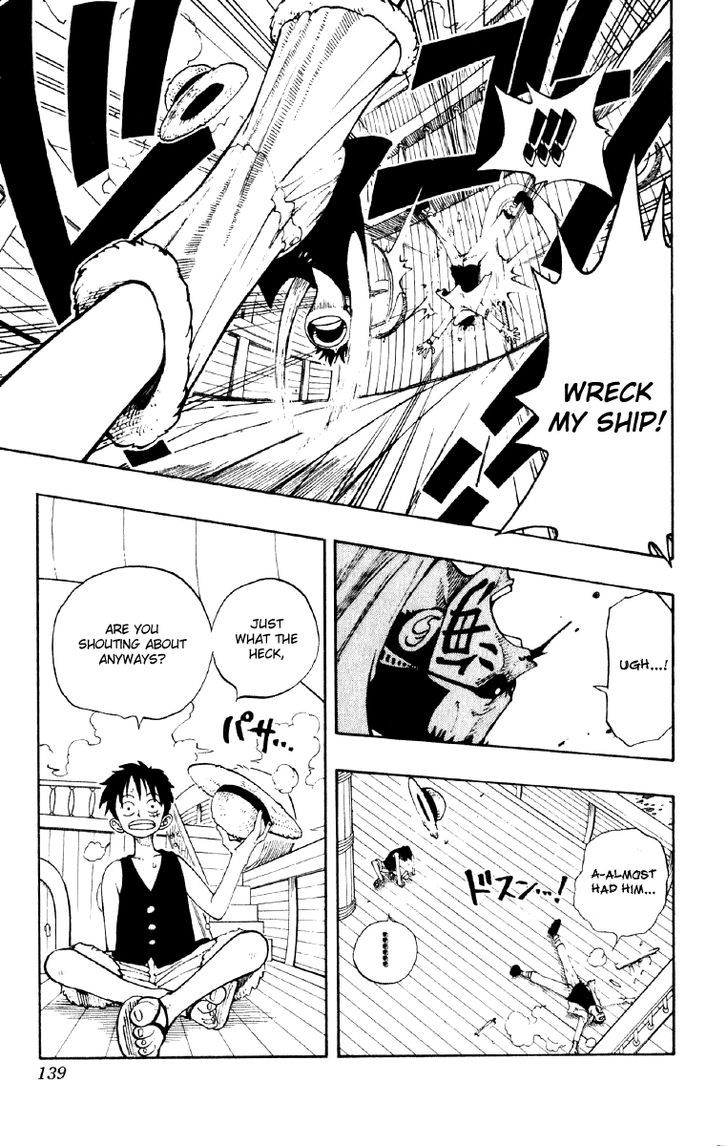 !!!
WRECK
MY SHIP!
UGH...!
A-ALMOST
HAD HIM...
ドスン...!
JUST
WHAT THE
HECK,
ARE YOU
SHOUTING ABOUT
ANYWAYS?
パサ...
139